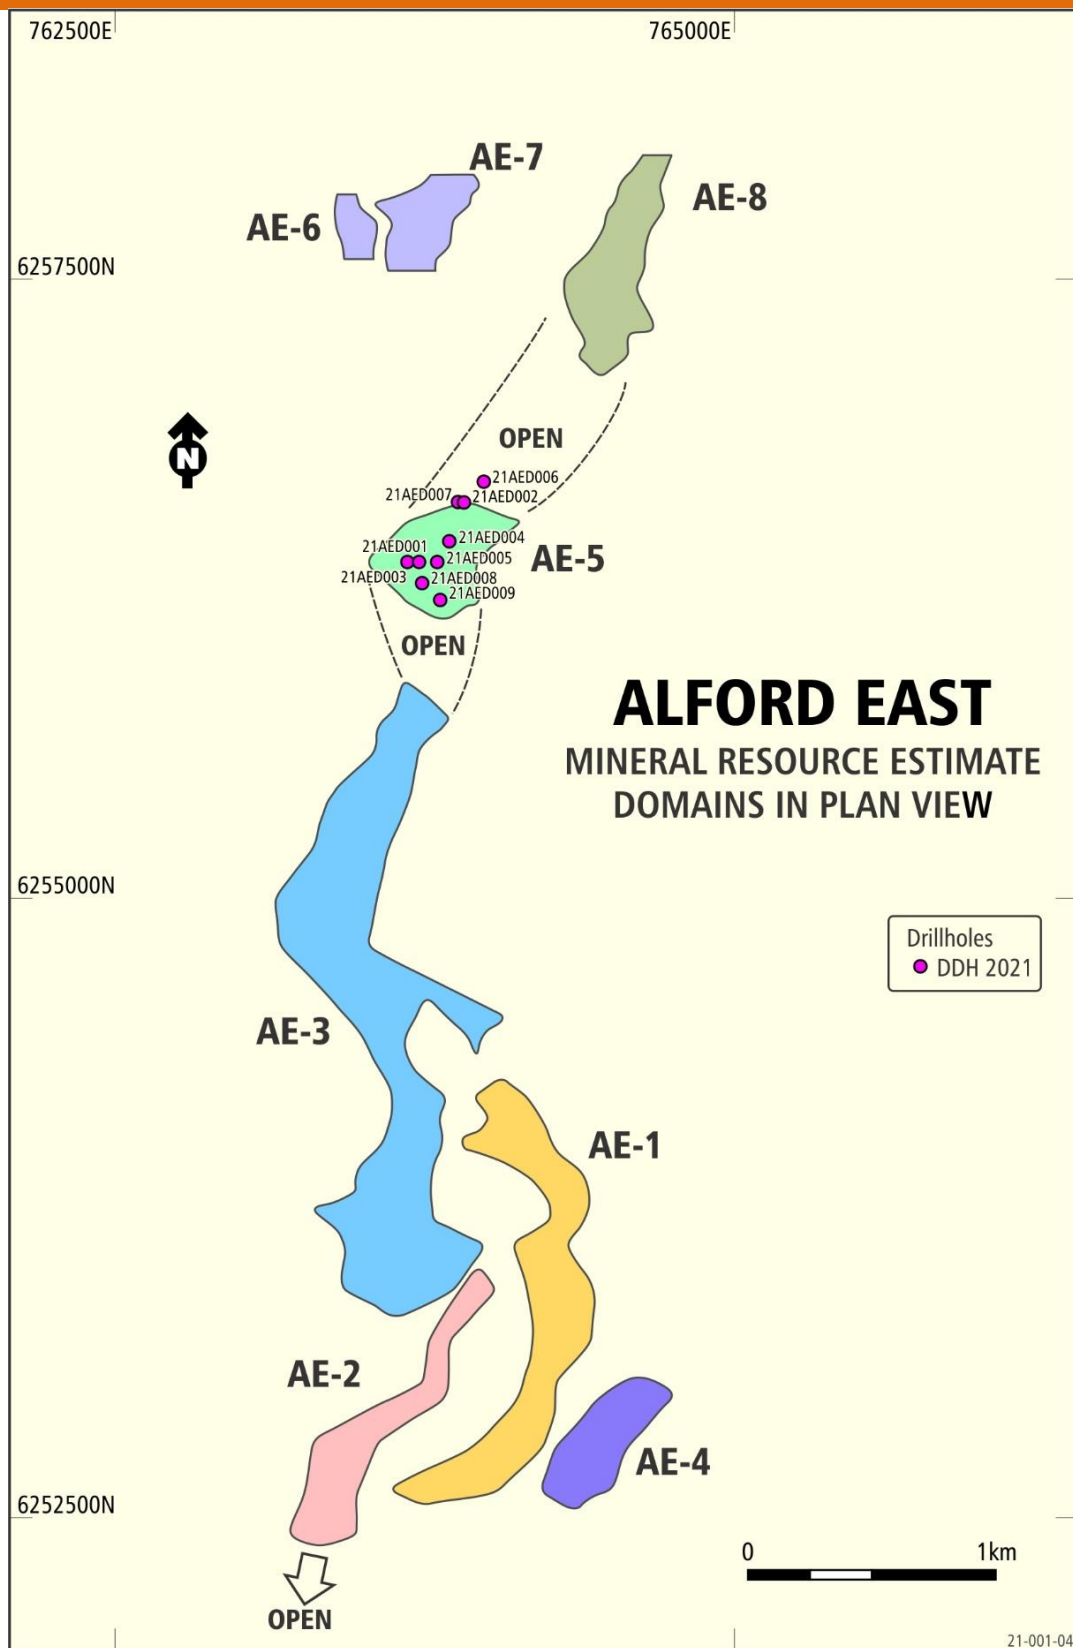 762500E
765000E
AE-7
AE-8
AE-6
6257500N
OPEN
N
21AED006
21AED007
21AED002
21AED004
21AED001
21AED005
AE-5
21AED003
21AED008
21AED009
OPEN
ALFORD EAST
MINERAL RESOURCE ESTIMATE
DOMAINS IN PLAN VIEW
6255000N
Drillholes
DDH 2021
AE-3
AE-1
AE-2
AE-4
6252500N
0
1km
OPEN
21-001-04